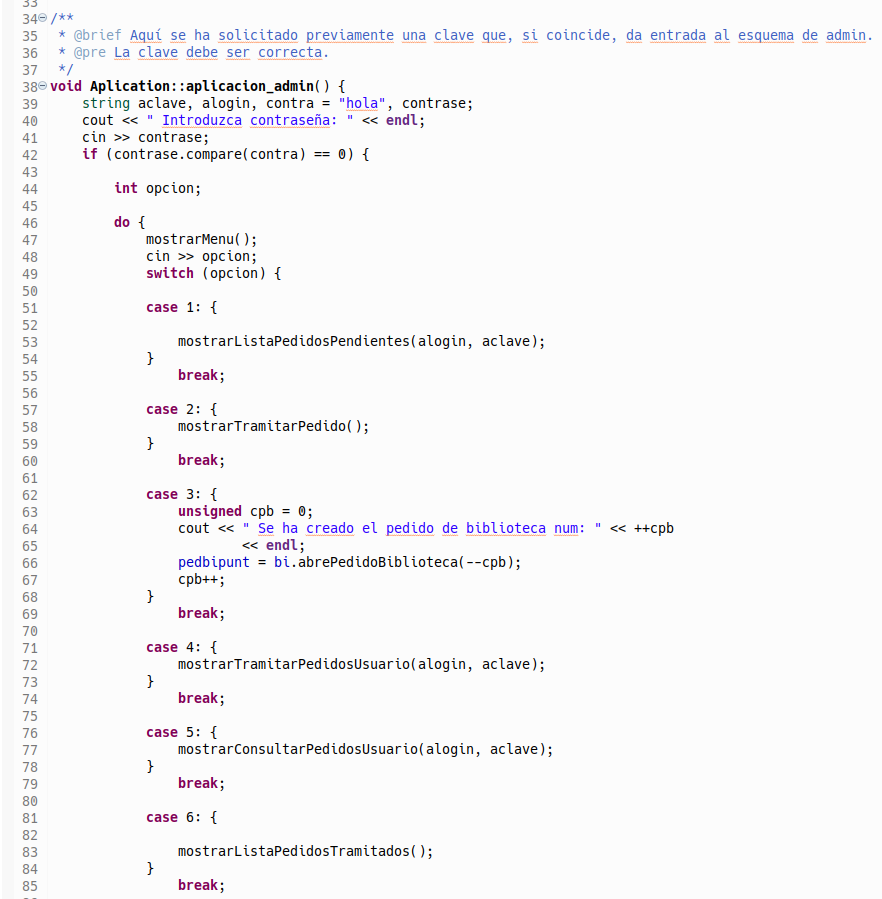 33
34 /**
35  * @brief Aquí se ha solicitado previamente una clave que, si coincide, da entrada al esquema de admin.
36  * @pre La clave debe ser correcta.
37  */
38 void Aplication::aplicacion_admin() {
39     string aclave, alogin, contra = "hola", contrase;
40     cout << " Introduzca contraseña: " << endl;
41     cin >> contrase;
42     if (contrase.compare(contra) == 0) {
43
44         int opcion;
45
46         do {
47             mostrarMenu();
48             cin >> opcion;
49             switch (opcion) {
50
51             case 1: {
52
53                 mostrarListaPedidosPendientes(alogin, aclave);
54             }
55                 break;
56
57             case 2: {
58                 mostrarTramitarPedido();
59             }
60                 break;
61
62             case 3: {
63                 unsigned cpb = 0;
64                 cout << " Se ha creado el pedido de biblioteca num: " << ++cpb
65                         << endl;
66                 pedbipunt = bi.abrePedidoBiblioteca(--cpb);
67                 cpb++;
68             }
69                 break;
70
71             case 4: {
72                 mostrarTramitarPedidosUsuario(alogin, aclave);
73             }
74                 break;
75
76             case 5: {
77                 mostrarConsultarPedidosUsuario(alogin, aclave);
78             }
79                 break;
80
81             case 6: {
82
83                 mostrarListaPedidosTramitados();
84             }
85                 break;